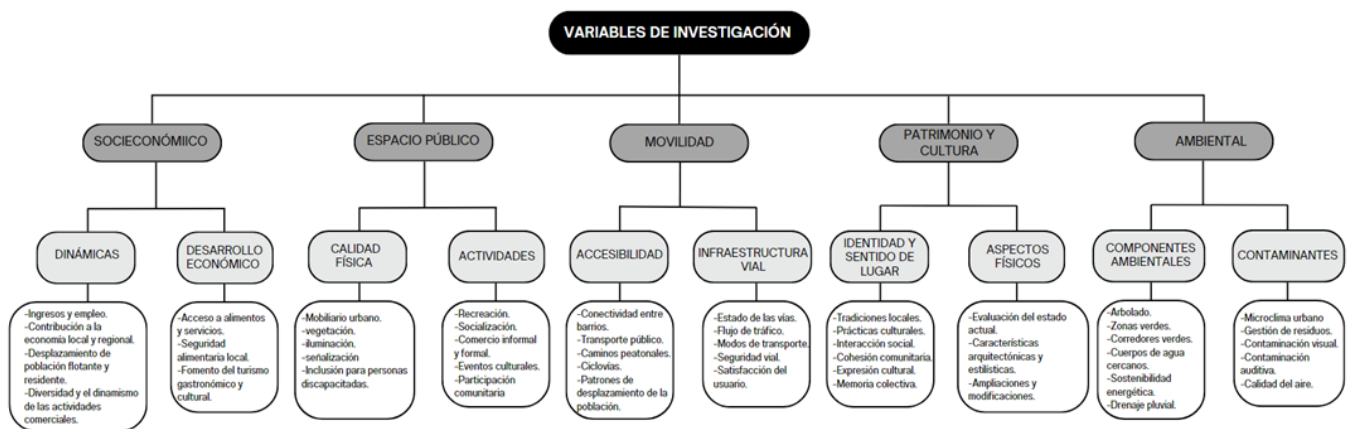 VARIABLES DE INVESTIGACIÓN
SOCIECONÓMIICO
ESPACIO PÚBLICO
MOVILIDAD
PATRIMONIO Y
CULTURA
AMBIENTAL
DINÁMICAS
DESARROLLO
ECONÓMICO
CALIDAD
FÍSICA
ACTIVIDADES
ACCESIBILIDAD
INFRAESTRUCTURA
VIAL
IDENTIDAD Y
SENTIDO DE
LUGAR
ASPECTOS
FÍSICOS
COMPONENTES
AMBIENTALES
CONTAMINANTES
-Ingresos y empleo.
-Contribución a la
economía local y regional.
-Desplazamiento de
población flotante y
residente.
-Diversidad y el dinamismo
de las actividades
comerciales.
-Acceso a alimentos
y servicios.
-Seguridad
alimentaria local.
-Fomento del turismo
gastronómico y
cultural.
-Mobiliario urbano.
-vegetación.
-iluminación.
-señalización
-Inclusión para personas
discapacitadas.
-Recreación.
-Socialización.
-Comercio informal
y formal.
-Eventos culturales.
-Participación
comunitaria
-Conectividad entre
barrios.
-Transporte público.
-Caminos peatonales.
-Ciclovías.
-Patrones de
desplazamiento de la
población.
-Estado de las vías.
-Flujo de tráfico.
-Modos de transporte.
-Seguridad vial.
-Satisfacción del
usuario.
-Tradiciones locales.
-Prácticas culturales.
-Interacción social.
-Cohesión comunitaria.
-Expresión cultural.
-Memoria colectiva.
-Evaluación del estado
actual.
-Características
arquitectónicas y
estilísticas.
-Ampliaciones y
modificaciones.
-Arbolado.
-Zonas verdes.
-Corredores verdes.
-Cuerpos de agua
cercanos.
-Sostenibilidad
energética.
-Drenaje pluvial.
-Microclima urbano
-Gestión de residuos.
-Contaminación visual.
-Contaminación
auditiva.
-Calidad del aire.